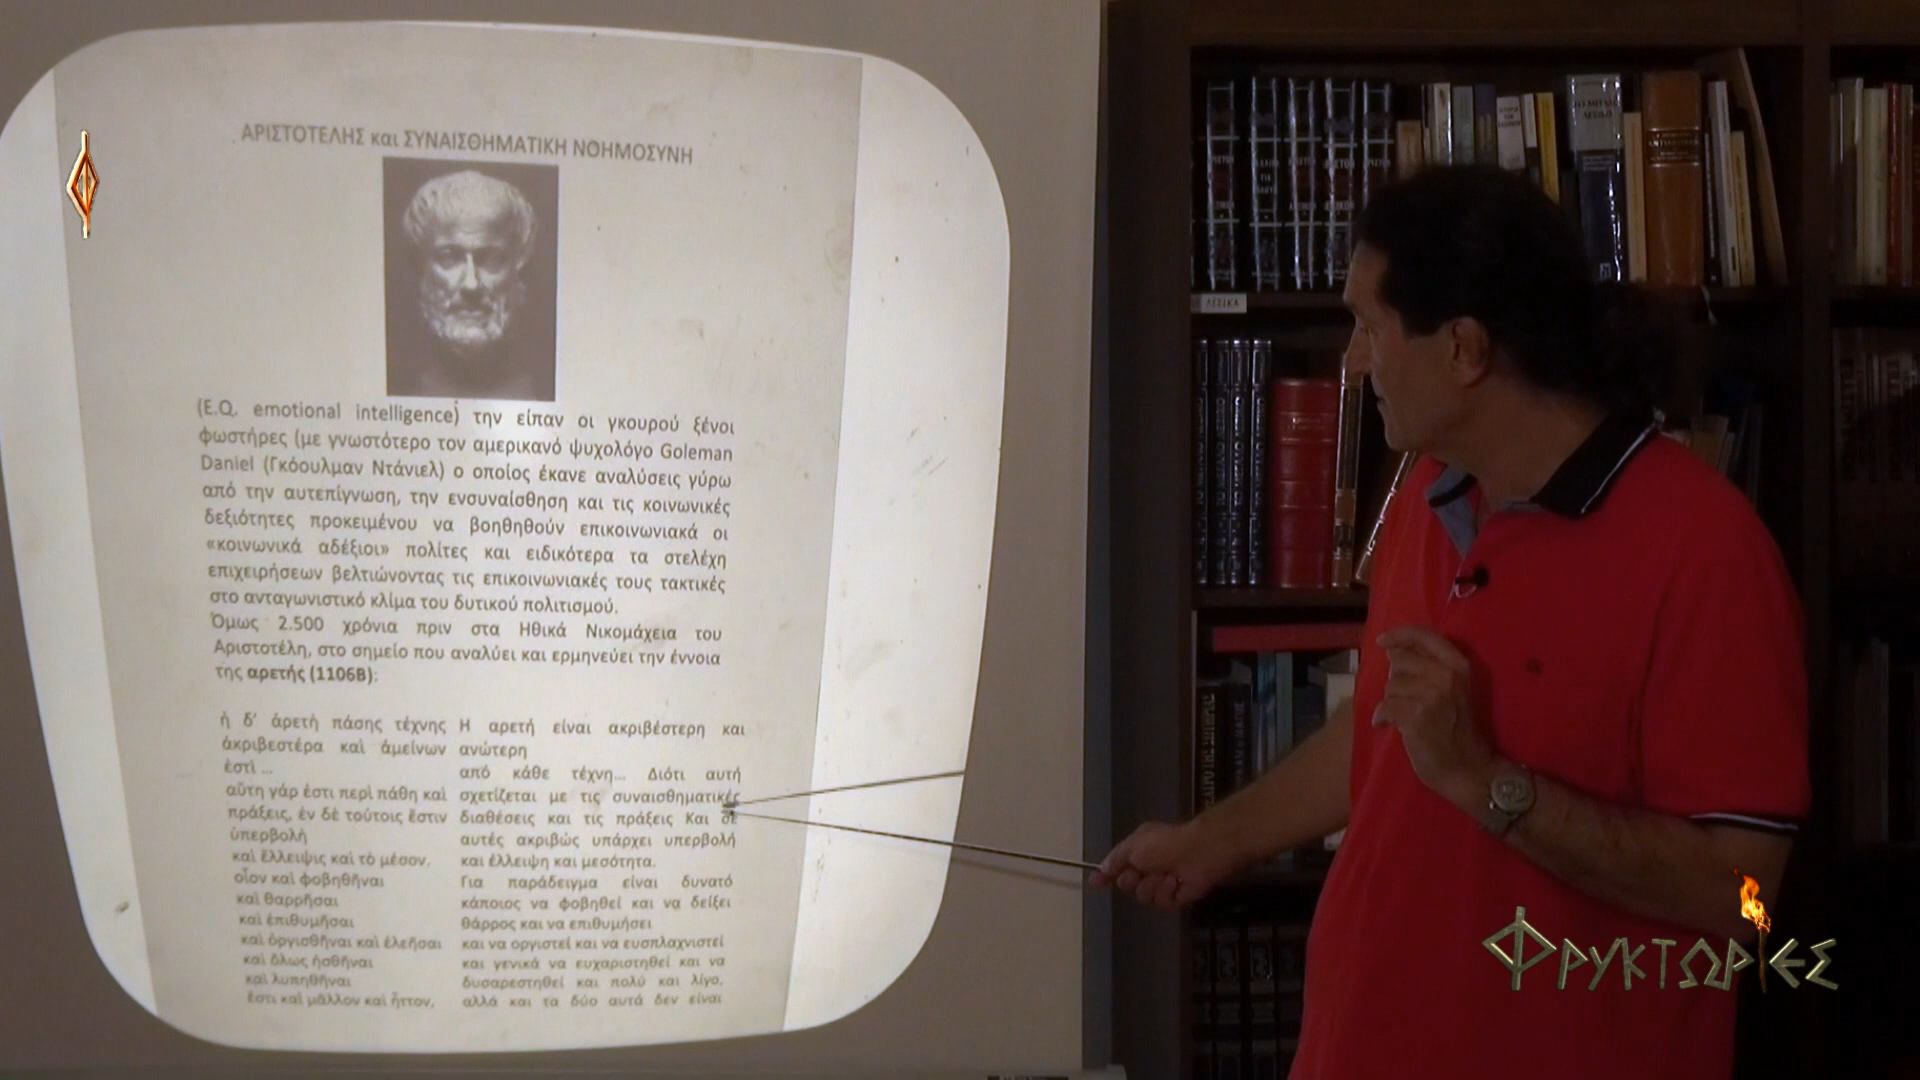 ΑΡΙΣΤΟΤΕΛΗΣ και ΣΥΝΑΙΣΘΗΜΑΤΙΚΗ ΝΟΗΜΟΣΥΝΗ
(E.Q. emotional intelligence) την είπαν οι γκουρού ξένοι
φωστήρες (με γνωστότερο τον αμερικανό ψυχολόγο Goleman
Daniel (Γκόουλμαν Ντάνιελ) ο οποίος έκανε αναλύσεις γύρω
από την αυτεπίγνωση, την ενσυναίσθηση και τις κοινωνικές
δεξιότητες προκειμένου να βοηθηθούν επικοινωνιακά οι
«κοινωνικά αδέξιοι» πολίτες και ειδικότερα τα στελέχη
επιχειρήσεων βελτιώνοντας τις επικοινωνιακές τους τακτικές
στο ανταγωνιστικό κλίμα του δυτικού πολιτισμού.
Όμως 2.500 χρόνια πριν στα Ηθικά Νικομάχεια του
Αριστοτέλη, στο σημείο που αναλύει και ερμηνεύει την έννοια
της αρετής (1106Β):
ἡ δ' ἀρετὴ πάσης τέχνης
ἀκριβεστέρα καὶ ἀμείνων
ἐστὶ ...
αὕτη γάρ ἐστι περὶ πάθη καὶ
πράξεις, ἐν δὲ τούτοις ἔστιν
ὑπερβολὴ
καὶ ἔλλειψις καὶ τὸ μέσον.
οἷον καὶ φοβηθῆναι
καὶ θαρρῆσαι
καὶ ἐπιθυμῆσαι
καὶ ὀργισθῆναι καὶ ἐλεῆσαι
καὶ ὅλως ἡσθῆναι
καὶ λυπηθῆναι
ἔστι καὶ μᾶλλον καὶ ἧττον,
Η αρετή είναι ακριβέστερη και
ανώτερη
από κάθε τέχνη... Διότι αυτή
σχετίζεται με τις συναισθηματικές
διαθέσεις και τις πράξεις Και σε
αυτές ακριβώς υπάρχει υπερβολή
και έλλειψη και μεσότητα.
Για παράδειγμα είναι δυνατό
κάποιος να φοβηθεί και να δείξει
θάρρος και να επιθυμήσει
και να οργιστεί και να ευσπλαχνιστεί
και γενικά να ευχαριστηθεί και να
δυσαρεστηθεί και πολύ και λίγο,
αλλά και τα δύο αυτά δεν είναι
ΛΕΞΙΚΑ
ΦΡΥΚΤΩΡΙΕΣ